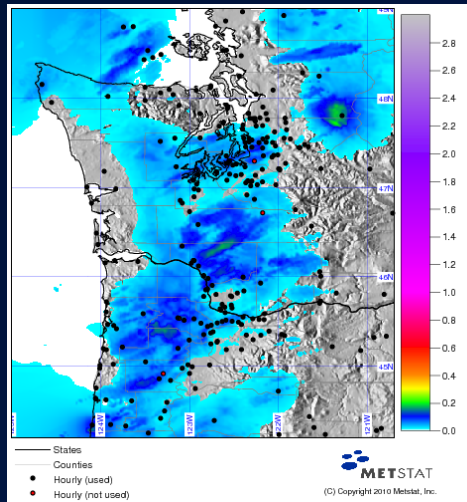 49N
48N
47N
46N
45N
124W
123W
122W
121W
2.8
2.6
2.4
2.2
2.0
1.8
1.6
1.4
1.2
1.0
0.8
0.6
0.4
0.2
0.0
States
Counties
Hourly (used)
Hourly (not used)
METSTAT
(C) Copyright 2010 Metstat, Inc.